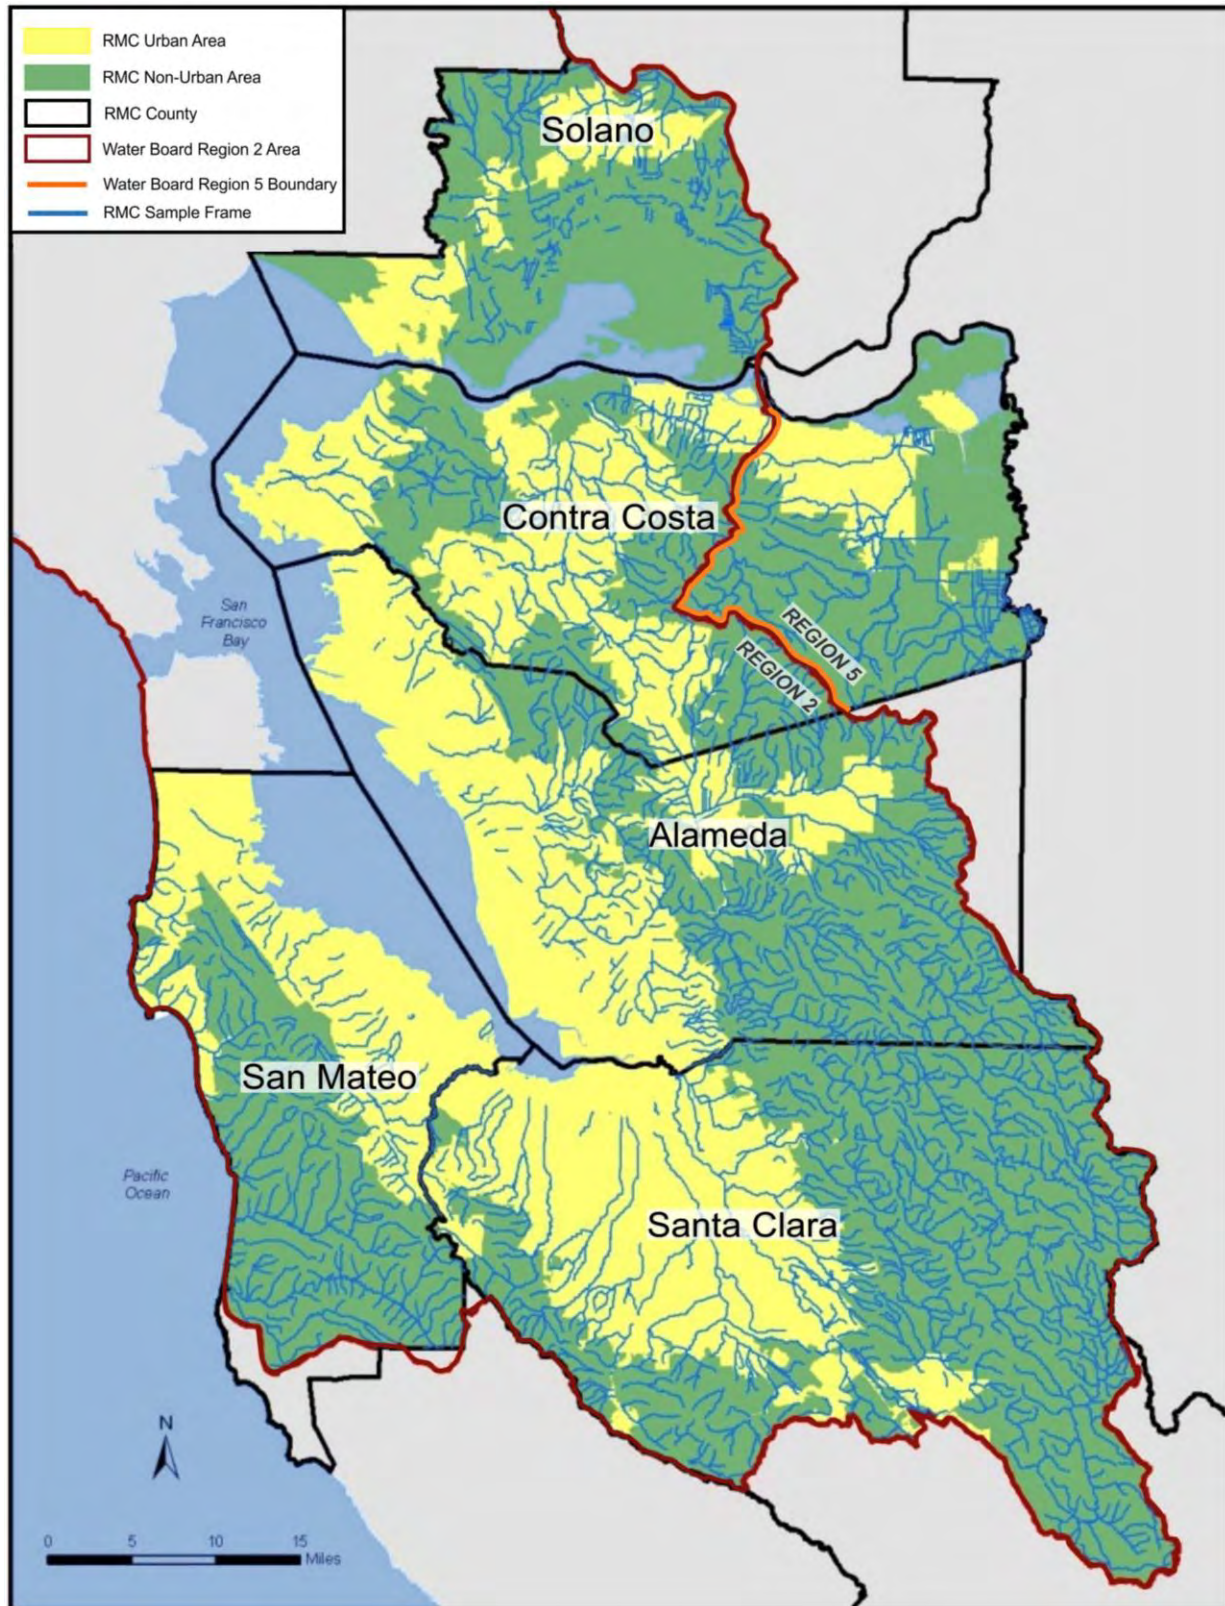 RMC Urban Area
RMC Non-Urban Area
RMC County
Water Board Region 2 Area
Water Board Region 5 Boundary
RMC Sample Frame
Solano
Contra Costa
San
Francisco
Bay
REGION 5
REGION 2
Alameda
San Mateo
Pacific
Ocean
Santa Clara
N
0 5 10 15
Miles